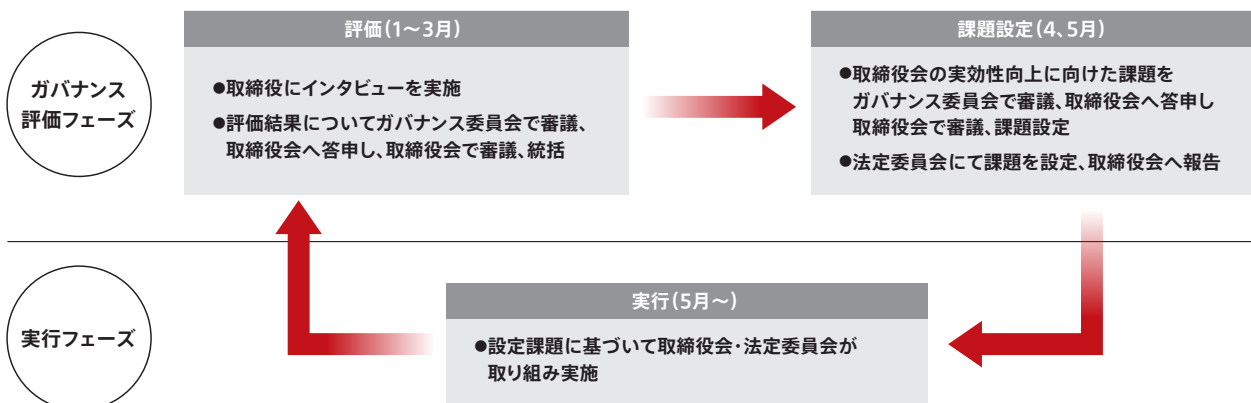 ガバナンス
評価フェーズ
評価(1～3月)
●取締役にインタビューを実施
●評価結果についてガバナンス委員会で審議、
取締役会へ答申し、取締役会で審議、統括
課題設定(4、5月)
●取締役会の実効性向上に向けた課題を
ガバナンス委員会で審議、取締役会へ答申し
取締役会で審議、課題設定
●法定委員会にて課題を設定、取締役会へ報告
実行フェーズ
実行(5月～)
●設定課題に基づいて取締役会・法定委員会が
取り組み実施